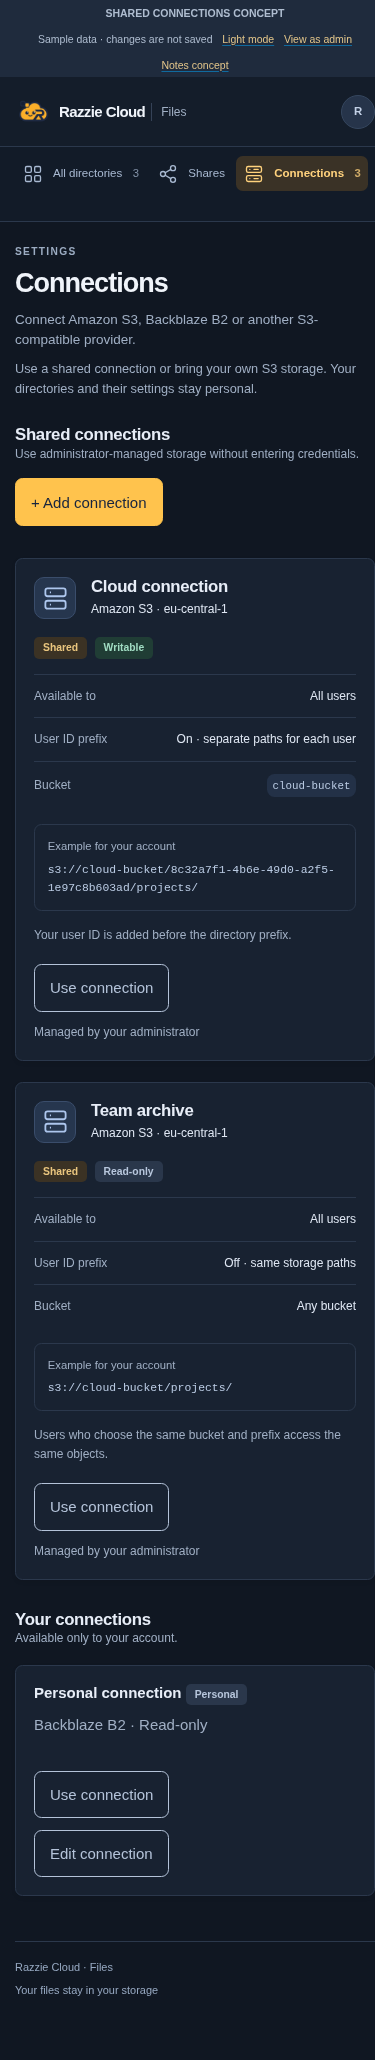 SHARED CONNECTIONS CONCEPT
Sample data · changes are not saved Light mode View as admin
Notes concept
Razzie Cloud Files R
All directories 3 Shares Connections 3
SETTINGS
Connections
Connect Amazon S3, Backblaze B2 or another S3-
compatible provider.
Use a shared connection or bring your own S3 storage. Your
directories and their settings stay personal.
Shared connections
Use administrator-managed storage without entering credentials.
+ Add connection
Cloud connection
Amazon S3 · eu-central-1
Shared Writable
Available to All users
User ID prefix On · separate paths for each user
Bucket cloud-bucket
Example for your account
s3://cloud-bucket/8c32a7f1-4b6e-49d0-a2f5-
1e97c8b603ad/projects/
Your user ID is added before the directory prefix.
Use connection
Managed by your administrator
Team archive
Amazon S3 · eu-central-1
Shared Read-only
Available to All users
User ID prefix Off · same storage paths
Bucket Any bucket
Example for your account
s3://cloud-bucket/projects/
Users who choose the same bucket and prefix access the
same objects.
Use connection
Managed by your administrator
Your connections
Available only to your account.
Personal connection Personal
Backblaze B2 · Read-only
Use connection
Edit connection
Razzie Cloud · Files
Your files stay in your storage